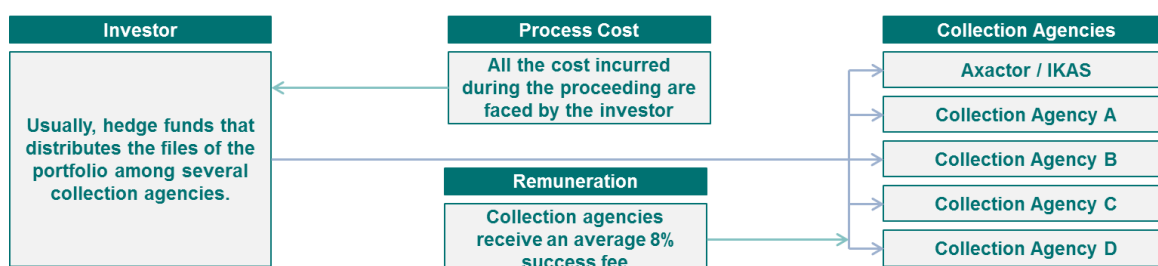 Investor
Usually, hedge funds that
distributes the files of the
portfolio among several
collection agencies.
Process Cost
All the cost incurred
during the proceeding are
faced by the investor
Remuneration
Collection agencies
receive an average 8%
success fee
Collection Agencies
Axactor / IKAS
Collection Agency A
Collection Agency B
Collection Agency C
Collection Agency D